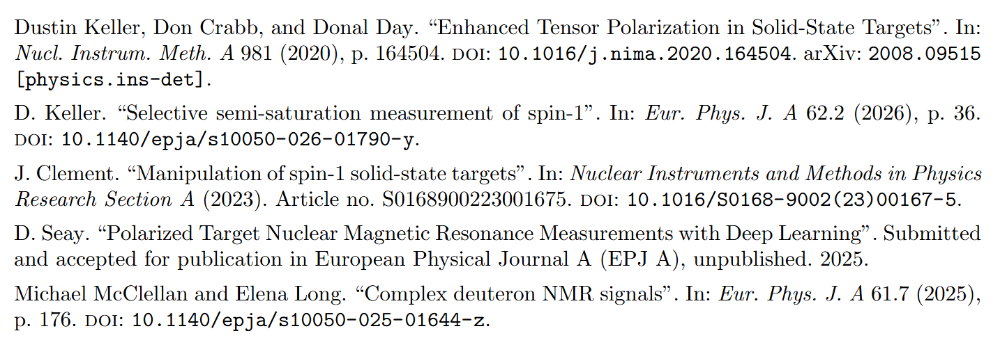 Dustin Keller, Don Crabb, and Donal Day. “Enhanced Tensor Polarization in Solid-State Targets”. In:
Nucl. Instrum. Meth. A 981 (2020), p. 164504. DOI: 10.1016/j.nima.2020.164504. arXiv: 2008.09515
[physics.ins-det].
D. Keller. “Selective semi-saturation measurement of spin-1”. In: Eur. Phys. J. A 62.2 (2026), p. 36.
DOI: 10.1140/epja/s10050-026-01790-y.
J. Clement. “Manipulation of spin-1 solid-state targets”. In: Nuclear Instruments and Methods in Physics
Research Section A (2023). Article no. S0168900223001675. DOI: 10.1016/S0168-9002(23)00167-5.
D. Seay. “Polarized Target Nuclear Magnetic Resonance Measurements with Deep Learning”. Submitted
and accepted for publication in European Physical Journal A (EPJ A), unpublished. 2025.
Michael McClellan and Elena Long. “Complex deuteron NMR signals”. In: Eur. Phys. J. A 61.7 (2025),
p. 176. DOI: 10.1140/epja/s10050-025-01644-z.